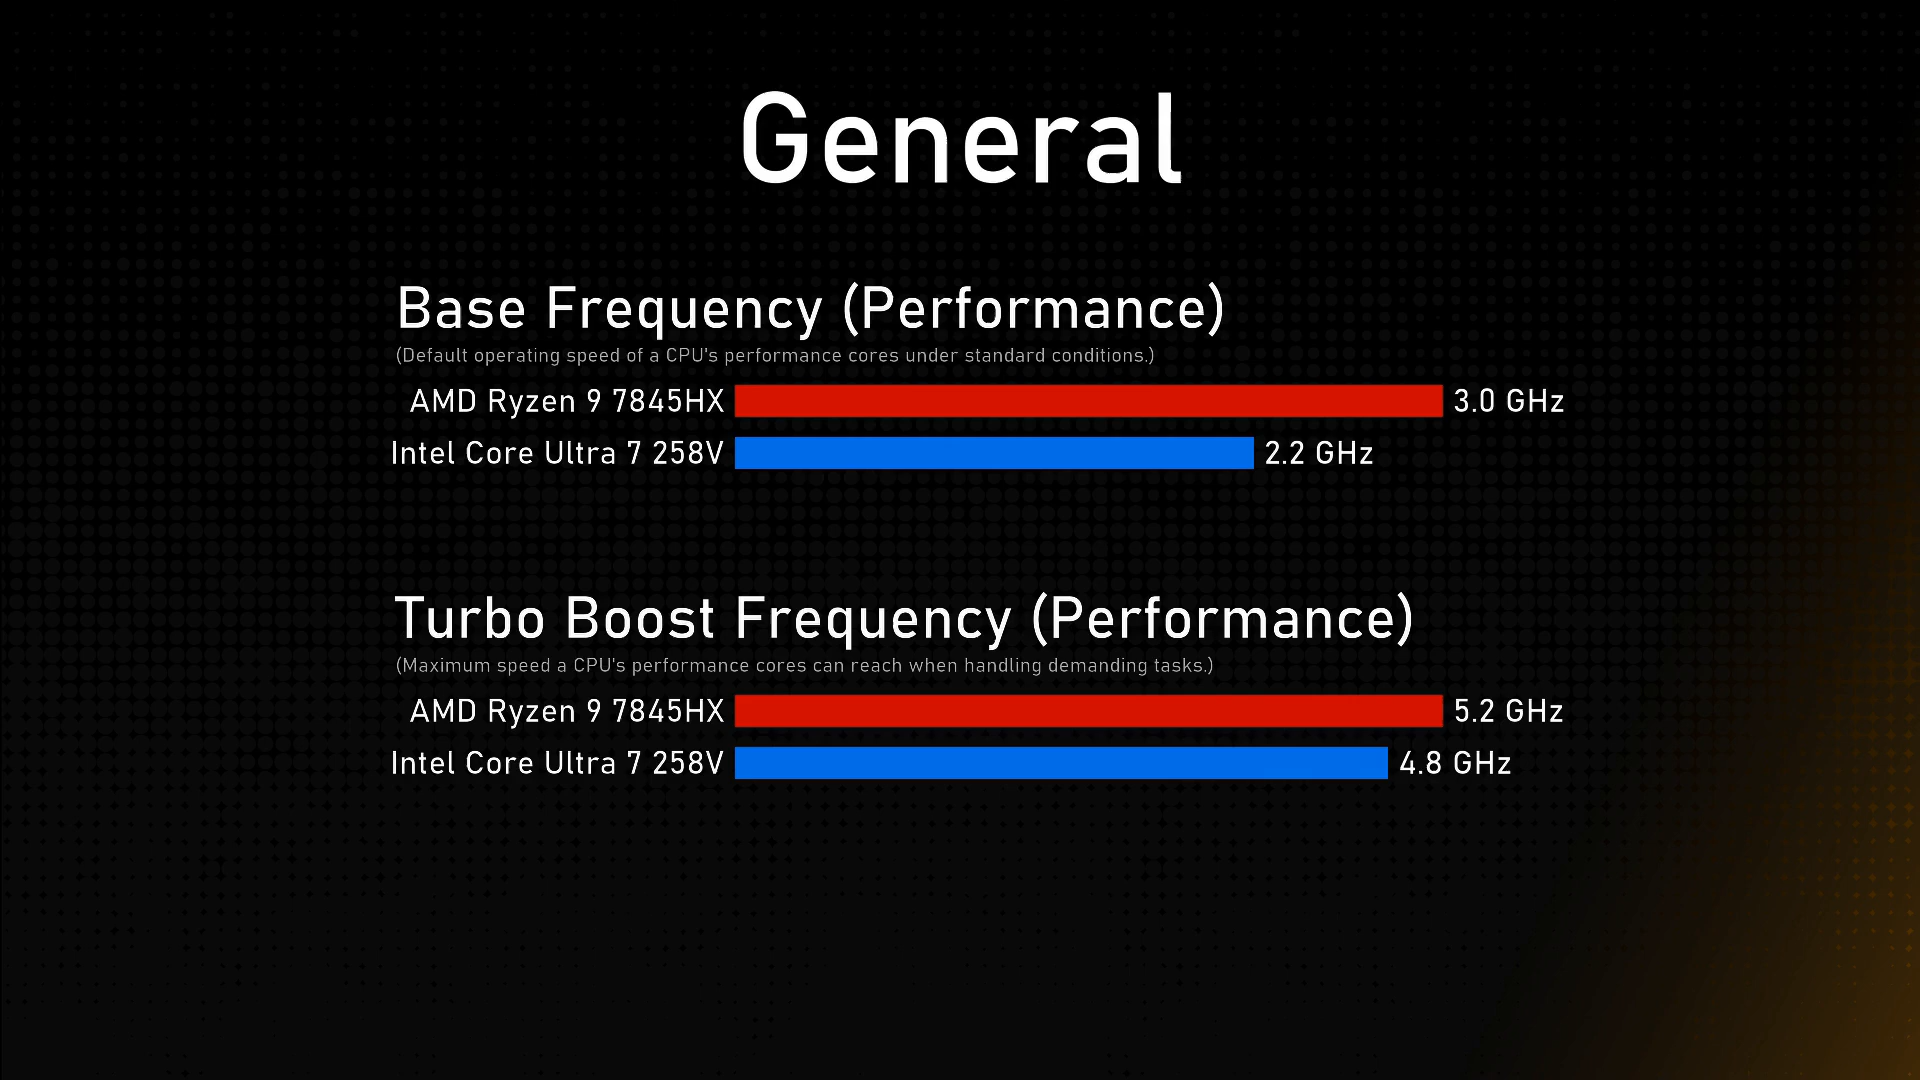 General
Base Frequency (Performance)
(Default operating speed of a CPU's performance cores under standard conditions.)
AMD Ryzen 9 7845HX 3.0 GHz
Intel Core Ultra 7 258V 2.2 GHz
Turbo Boost Frequency (Performance)
(Maximum speed a CPU's performance cores can reach when handling demanding tasks.)
AMD Ryzen 9 7845HX 5.2 GHz
Intel Core Ultra 7 258V 4.8 GHz